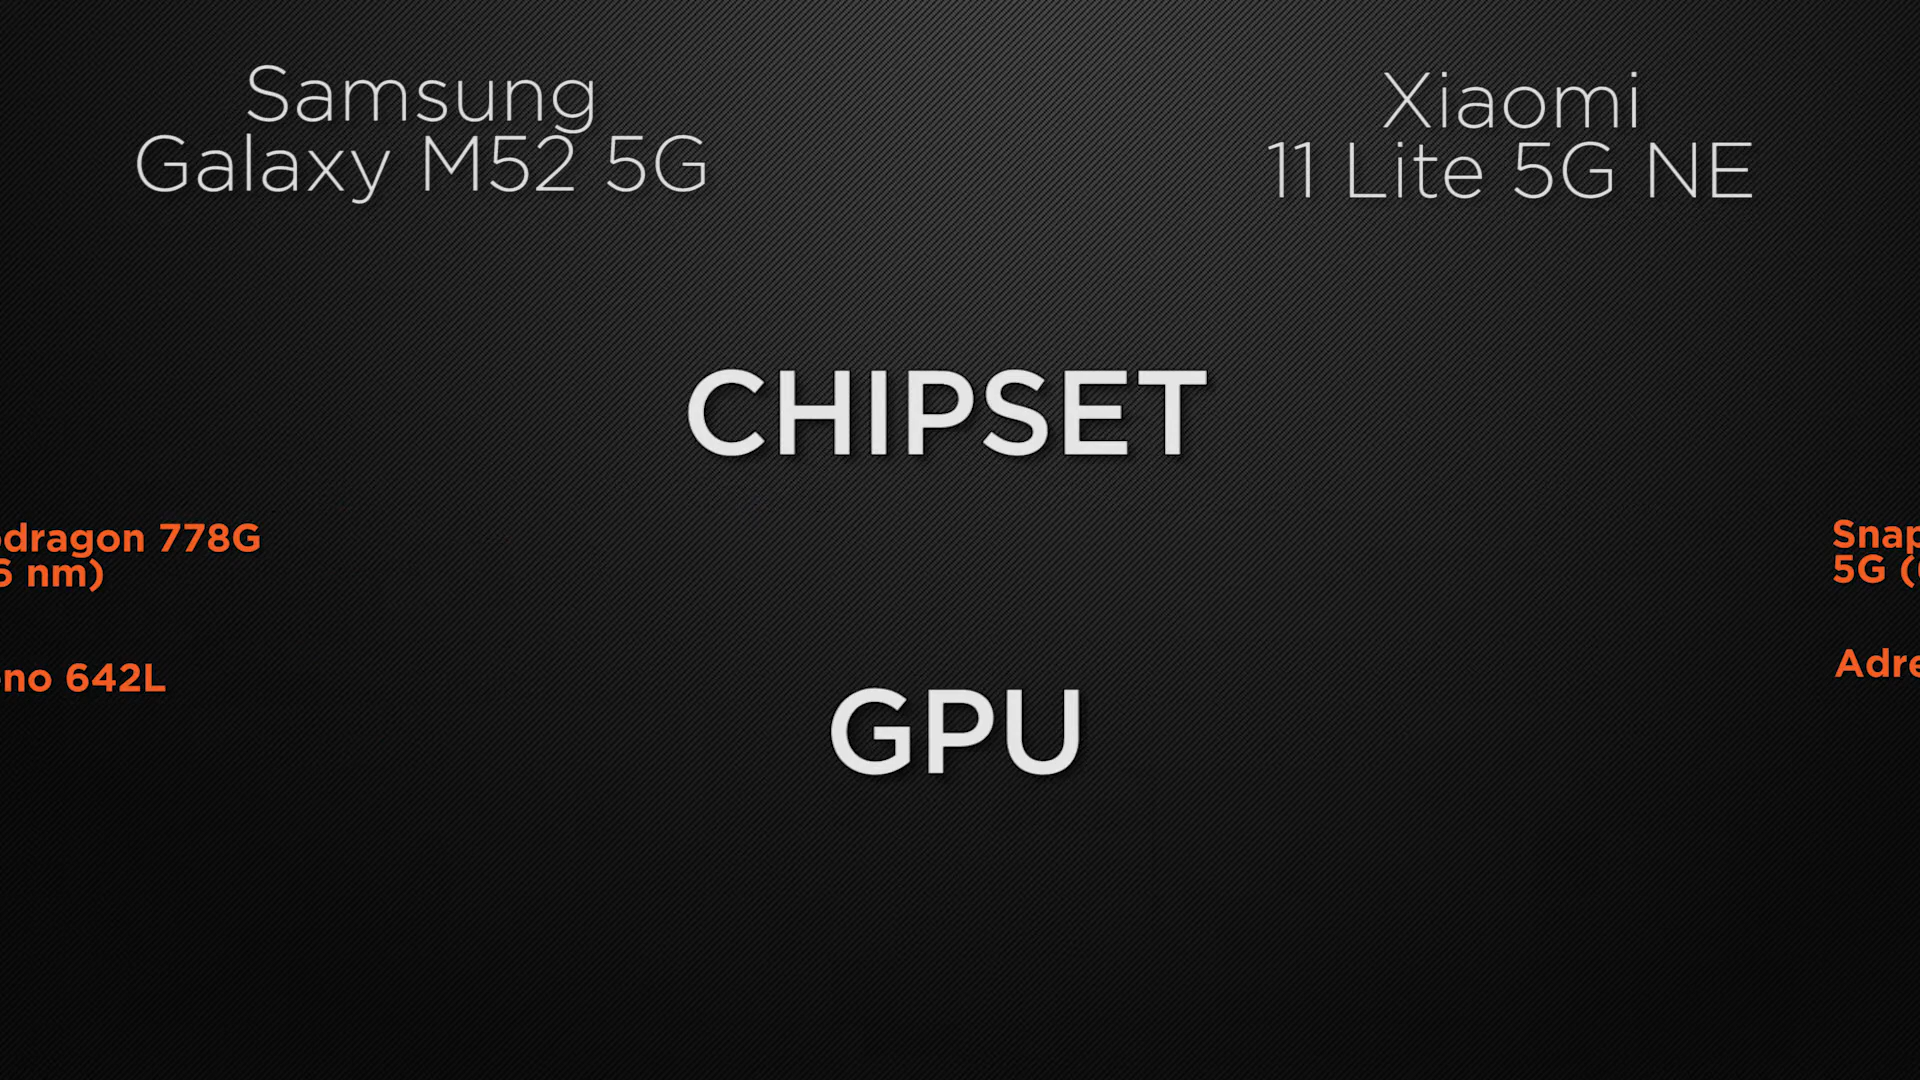 Samsung
Galaxy M52 5G
Xiaomi
11 Lite 5G NE
CHIPSET
dragon 778G
6 nm)
Snap
5G (
no 642L
Adre
GPU